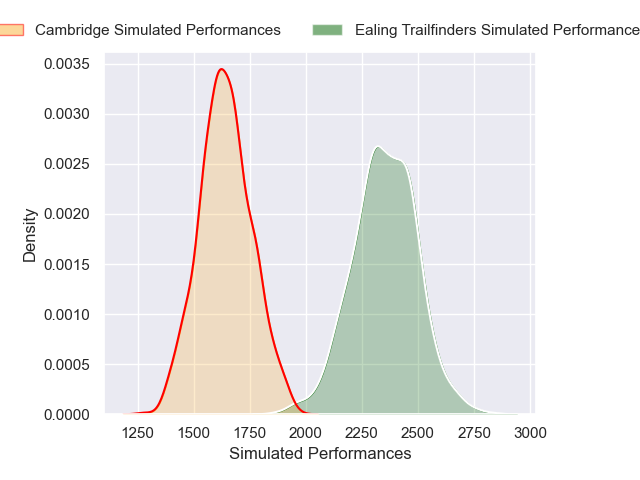 Cambridge Simulated Performances
Ealing Trailfinders Simulated Performance
0.0035
0.0030
0.0025
0.0020
0.0015
0.0010
0.0005
0.0000
Density
1250 1500 1750 2000 2250 2500 2750 3000
Simulated Performances